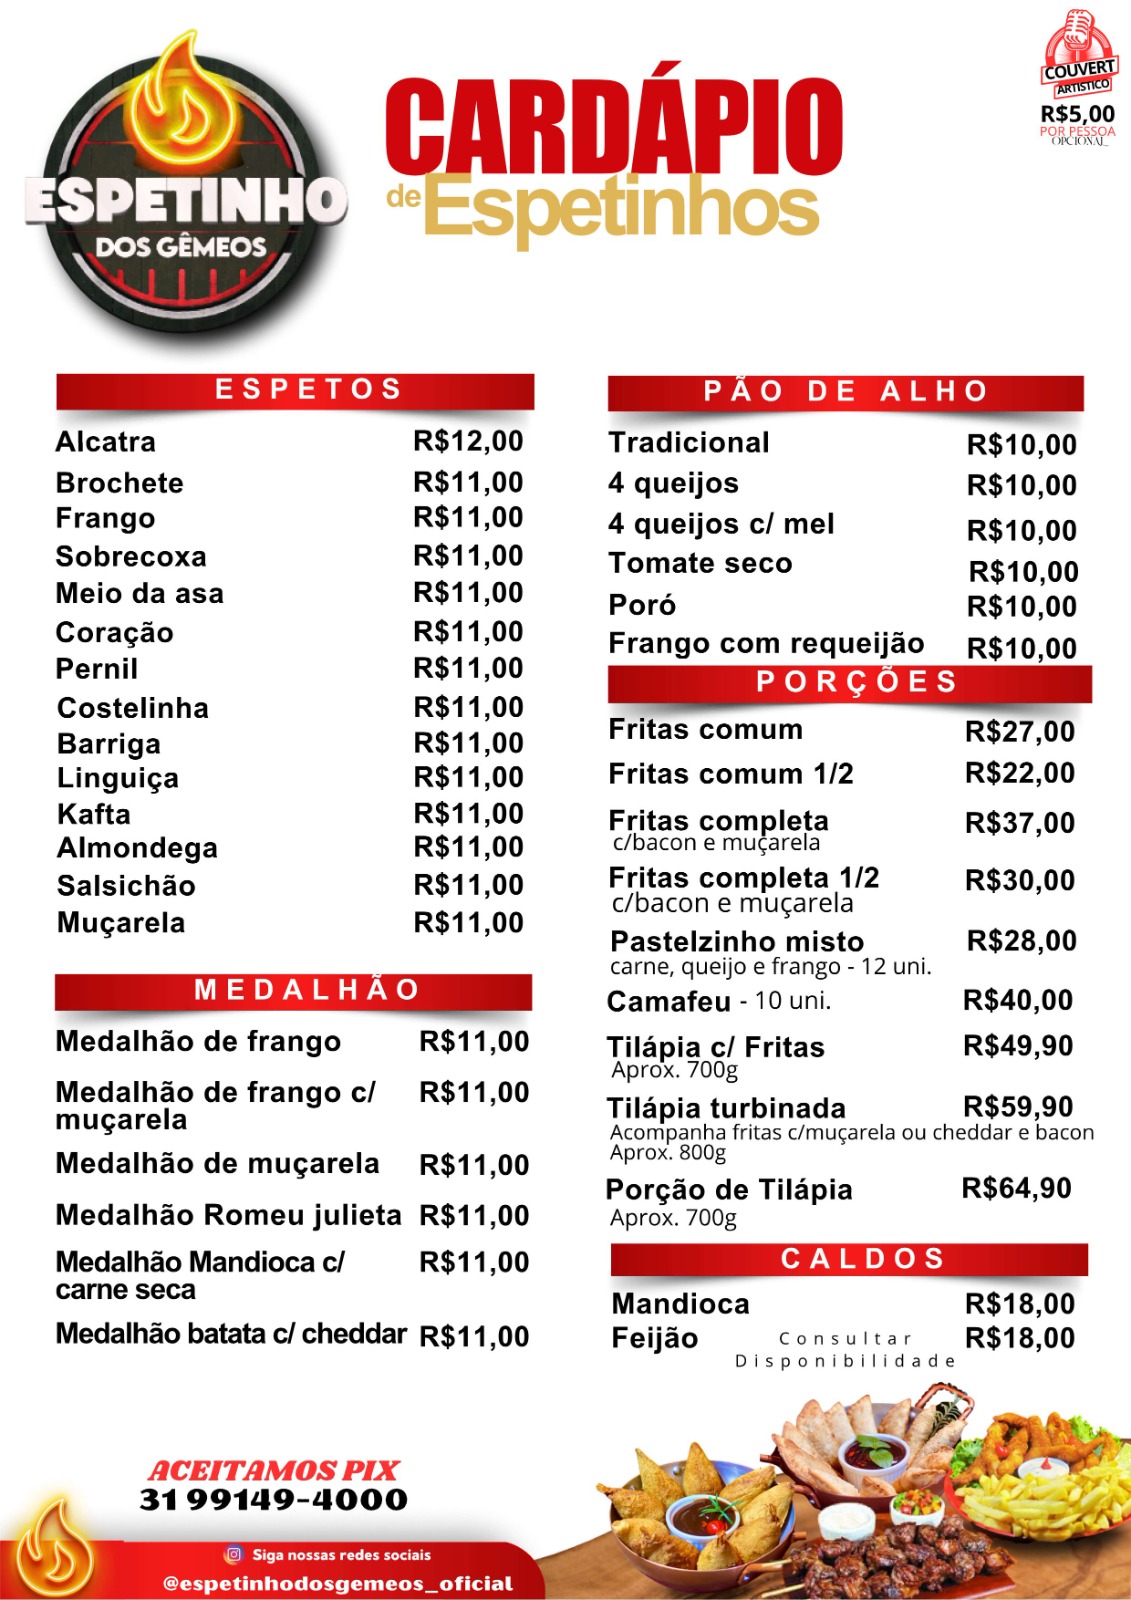 ESPETINHO
DOS GÊMEOS
CARDÁPIO
de Espetinhos
COUVERT
ARTISTICO
R$5,00
POR PESSOA
OPCIONAL
ESPETOS
Alcatra R$12,00
Brochete R$11,00
Frango R$11,00
Sobrecoxa R$11,00
Meio da asa R$11,00
Coração R$11,00
Pernil R$11,00
Costelinha R$11,00
Barriga R$11,00
Linguiça R$11,00
Kafta R$11,00
Almondega R$11,00
Salsichão R$11,00
Muçarela R$11,00
MEDALHÃO
Medalhão de frango R$11,00
Medalhão de frango c/ R$11,00
muçarela
Medalhão de muçarela R$11,00
Medalhão Romeu julieta R$11,00
Medalhão Mandioca c/ R$11,00
carne seca
Medalhão batata c/ cheddar R$11,00
PÃO DE ALHO
Tradicional R$10,00
4 queijos R$10,00
4 queijos c/ mel R$10,00
Tomate seco R$10,00
Poró R$10,00
Frango com requeijão R$10,00
PORÇÕES
Fritas comum R$27,00
Fritas comum 1/2 R$22,00
Fritas completa R$37,00
c/bacon e muçarela
Fritas completa 1/2 R$30,00
c/bacon e muçarela
Pastelzinho misto R$28,00
carne, queijo e frango - 12 uni.
Camafeu - 10 uni. R$40,00
Tilápia c/ Fritas R$49,90
Aprox. 700g
Tilápia turbinada R$59,90
Acompanha fritas c/muçarela ou cheddar e bacon
Aprox. 800g
Porção de Tilápia R$64,90
Aprox. 700g
CALDOS
Mandioca R$18,00
Feijão R$18,00
Consultar
Disponibilidade
ACEITAMOS PIX
31 99149-4000
Siga nossas redes sociais
@espetinhodosgemeos_oficial